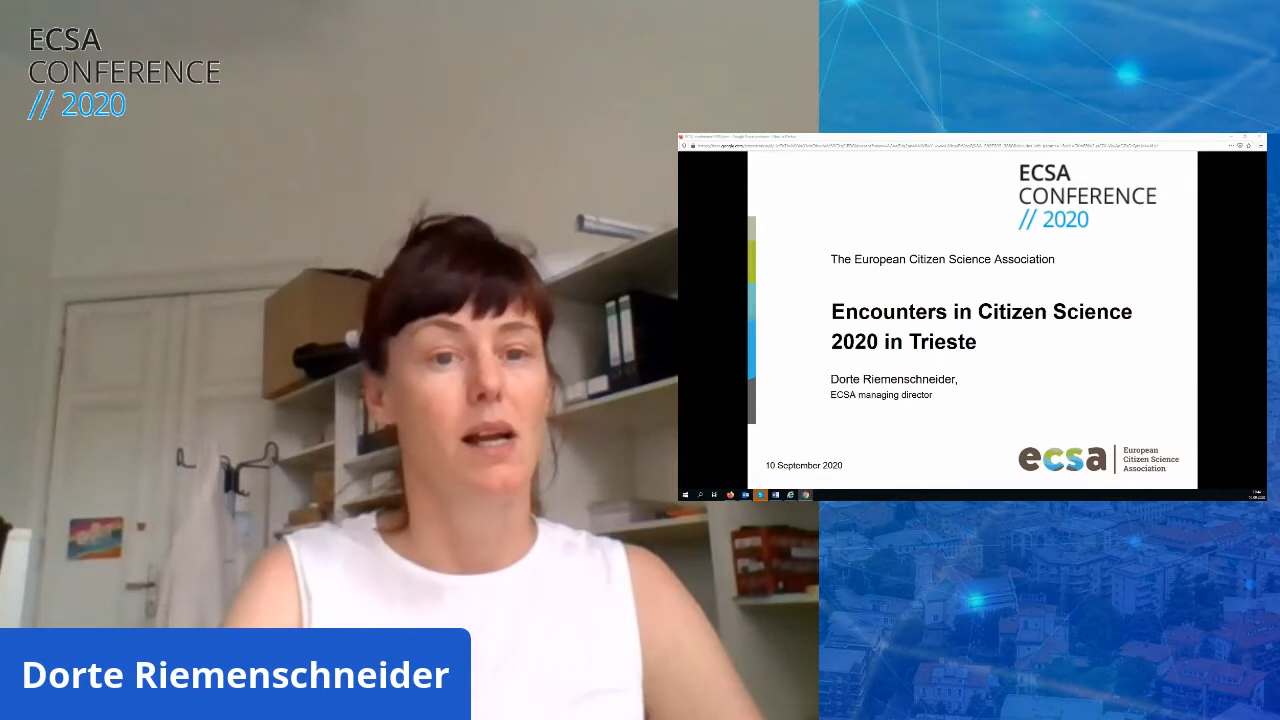 ECSA
CONFERENCE
// 2020
ECSA
CONFERENCE
// 2020
The European Citizen Science Association
Encounters in Citizen Science
2020 in Trieste
Dorte Riemenschneider,
ECSA managing director
10 September 2020
ecsa
European
Citizen Science
Association
Dorte Riemenschneider